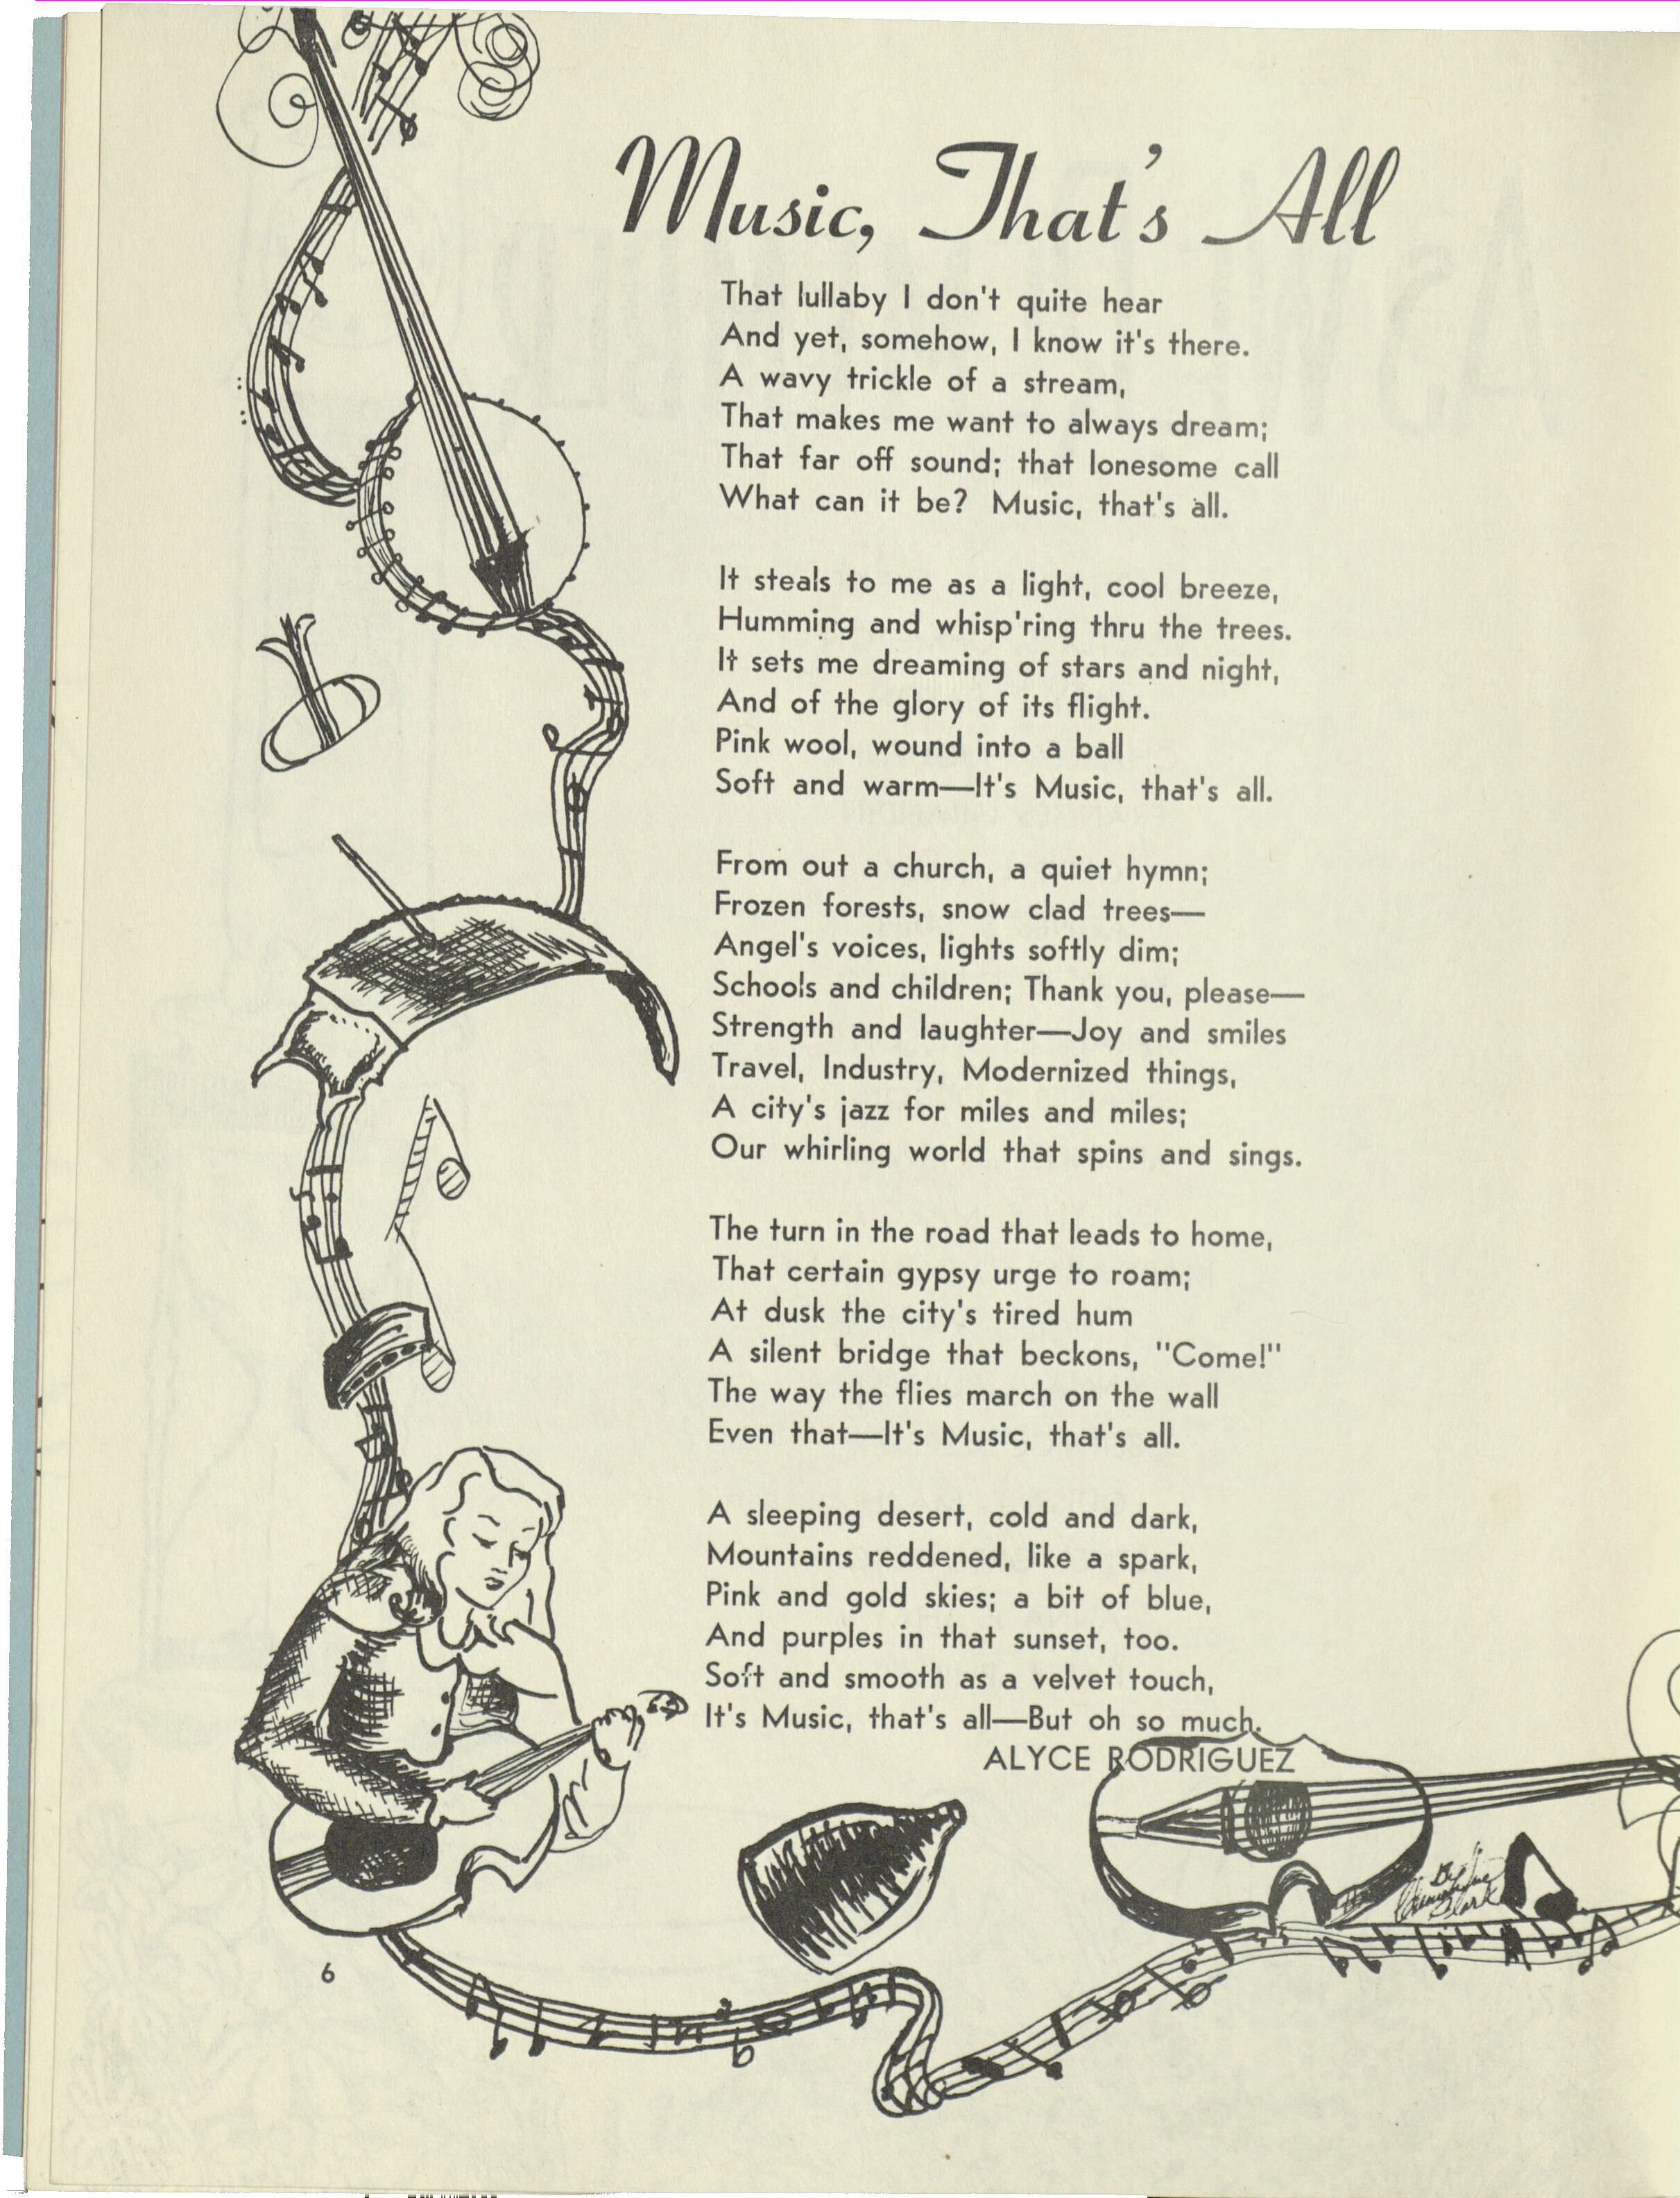 Music, That's All
That lullaby I don't quite hear
And yet, somehow, I know it's there.
A wavy trickle of a stream,
That makes me want to always dream;
That far off sound; that lonesome call
What can it be? Music, that's all.
It steals to me as a light, cool breeze,
Humming and whisp'ring thru the trees.
It sets me dreaming of stars and night,
And of the glory of its flight.
Pink wool, wound into a ball
Soft and warm—It's Music, that's all.
From out a church, a quiet hymn;
Frozen forests, snow clad trees—
Angel's voices, lights softly dim;
Schools and children; Thank you, please—
Strength and laughter—Joy and smiles
Travel, Industry, Modernized things,
A city's jazz for miles and miles;
Our whirling world that spins and sings.
The turn in the road that leads to home,
That certain gypsy urge to roam;
At dusk the city's tired hum
A silent bridge that beckons, "Come!"
The way the flies march on the wall
Even that—It's Music, that's all.
A sleeping desert, cold and dark,
Mountains reddened, like a spark,
Pink and gold skies; a bit of blue,
And purples in that sunset, too.
Soft and smooth as a velvet touch,
It's Music, that's all—But oh so much.
ALYCE RODRIGUEZ
By
Clark
6